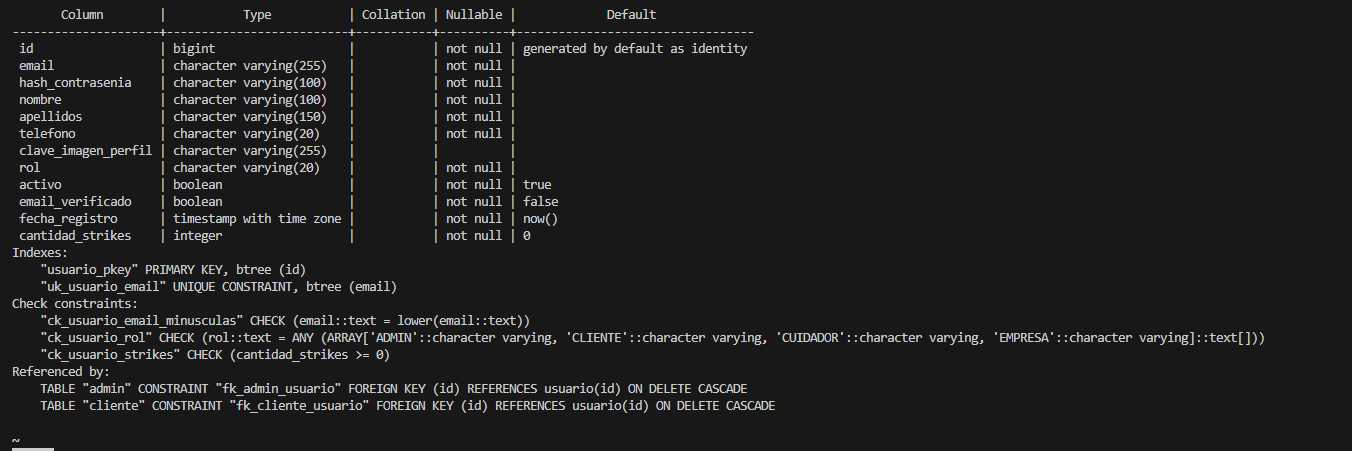 Column        |           Type           | Collation | Nullable |             Default
---------------------+--------------------------+-----------+----------+----------------------------------
 id                  | bigint                   |           | not null | generated by default as identity
 email               | character varying(255)   |           | not null |
 hash_contrasenia    | character varying(100)   |           | not null |
 nombre              | character varying(100)   |           | not null |
 apellidos           | character varying(150)   |           | not null |
 telefono            | character varying(20)    |           | not null |
 clave_imagen_perfil | character varying(255)   |           |          |
 rol                 | character varying(20)    |           | not null |
 activo              | boolean                  |           | not null | true
 email_verificado    | boolean                  |           | not null | false
 fecha_registro      | timestamp with time zone |           | not null | now()
 cantidad_strikes    | integer                  |           | not null | 0
Indexes:
    "usuario_pkey" PRIMARY KEY, btree (id)
    "uk_usuario_email" UNIQUE CONSTRAINT, btree (email)
Check constraints:
    "ck_usuario_email_minusculas" CHECK (email::text = lower(email::text))
    "ck_usuario_rol" CHECK (rol::text = ANY (ARRAY['ADMIN'::character varying, 'CLIENTE'::character varying, 'CUIDADOR'::character varying, 'EMPRESA'::character varying]::text[]))
    "ck_usuario_strikes" CHECK (cantidad_strikes >= 0)
Referenced by:
    TABLE "admin" CONSTRAINT "fk_admin_usuario" FOREIGN KEY (id) REFERENCES usuario(id) ON DELETE CASCADE
    TABLE "cliente" CONSTRAINT "fk_cliente_usuario" FOREIGN KEY (id) REFERENCES usuario(id) ON DELETE CASCADE

~